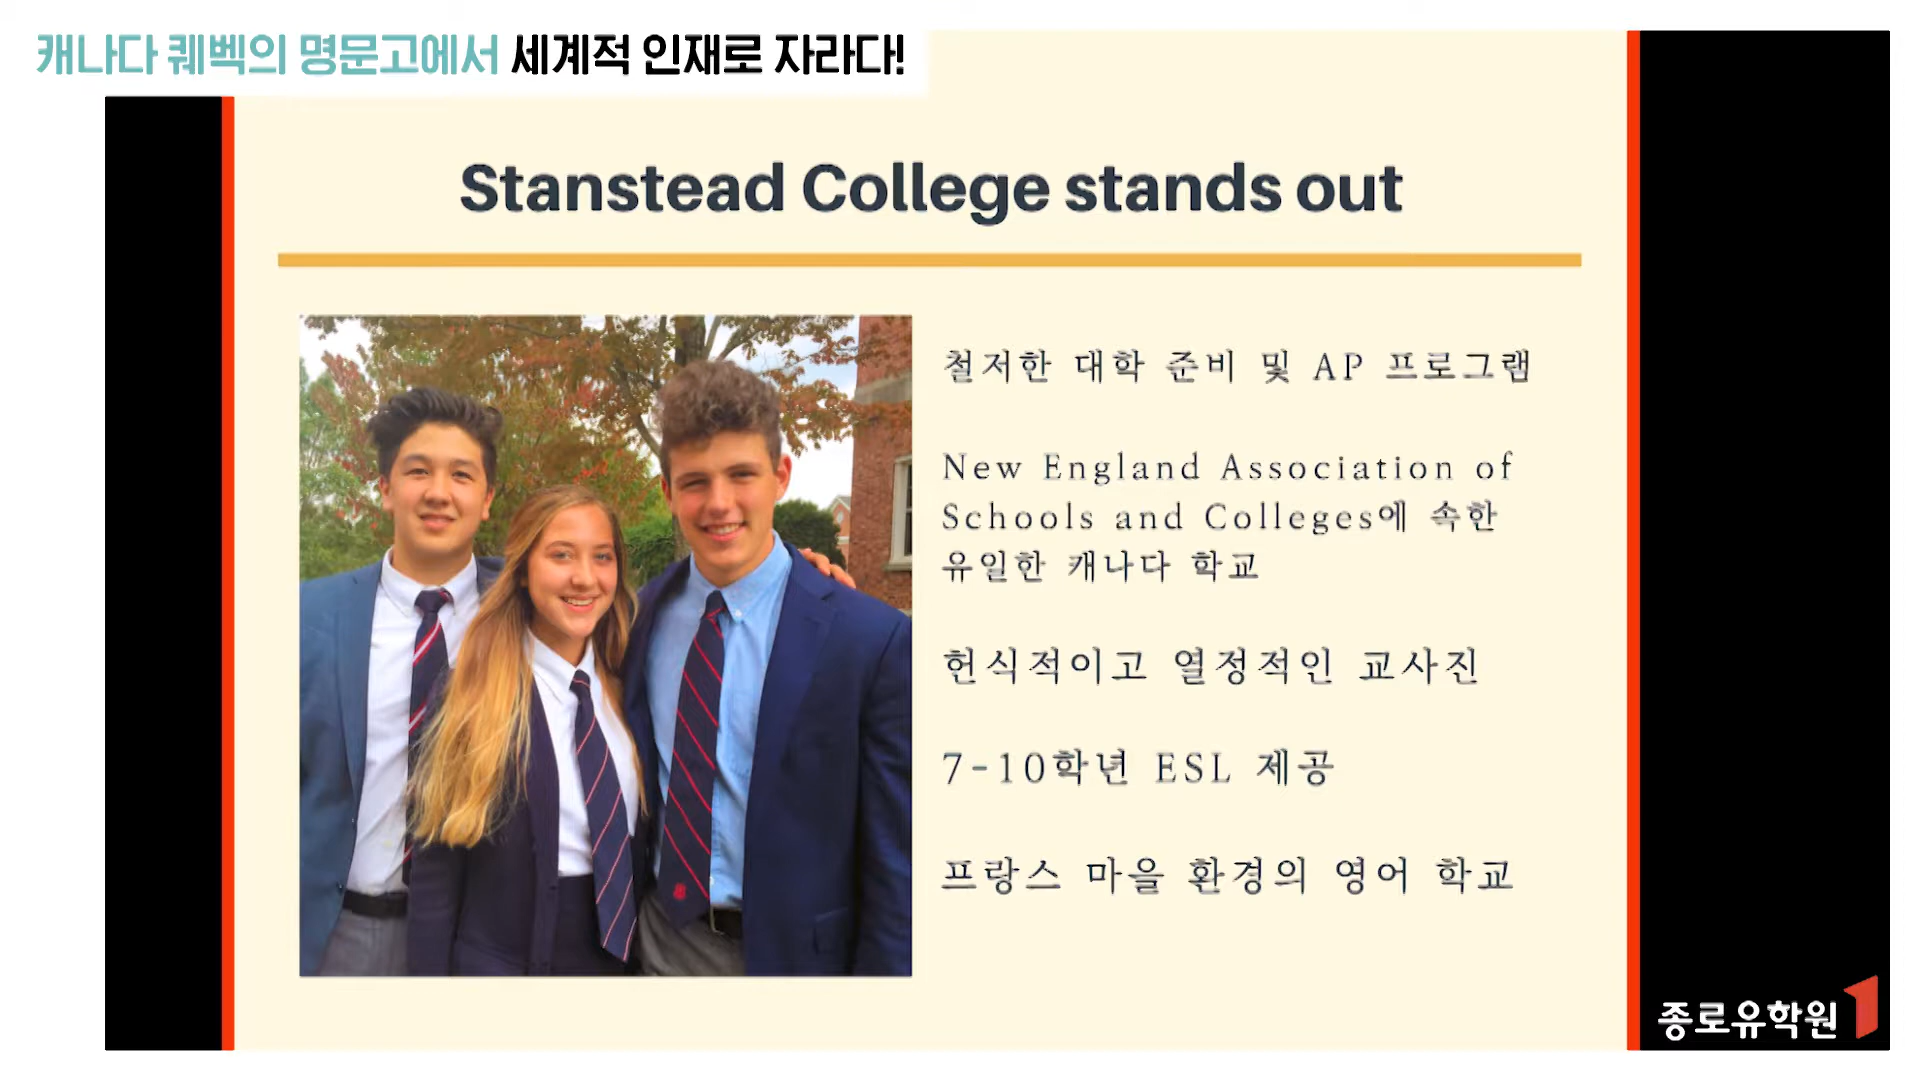 캐나다 퀘벡의 명문고에서 세계적 인재로 자라다!
Stanstead College stands out
철저한 대학 준비 및 AP 프로그램
New England Association of
Schools and Colleges에 속한
유일한 캐나다 학교
헌식적이고 열정적인 교사진
7-10학년 ESL 제공
프랑스 마을 환경의 영어 학교
종로유학원